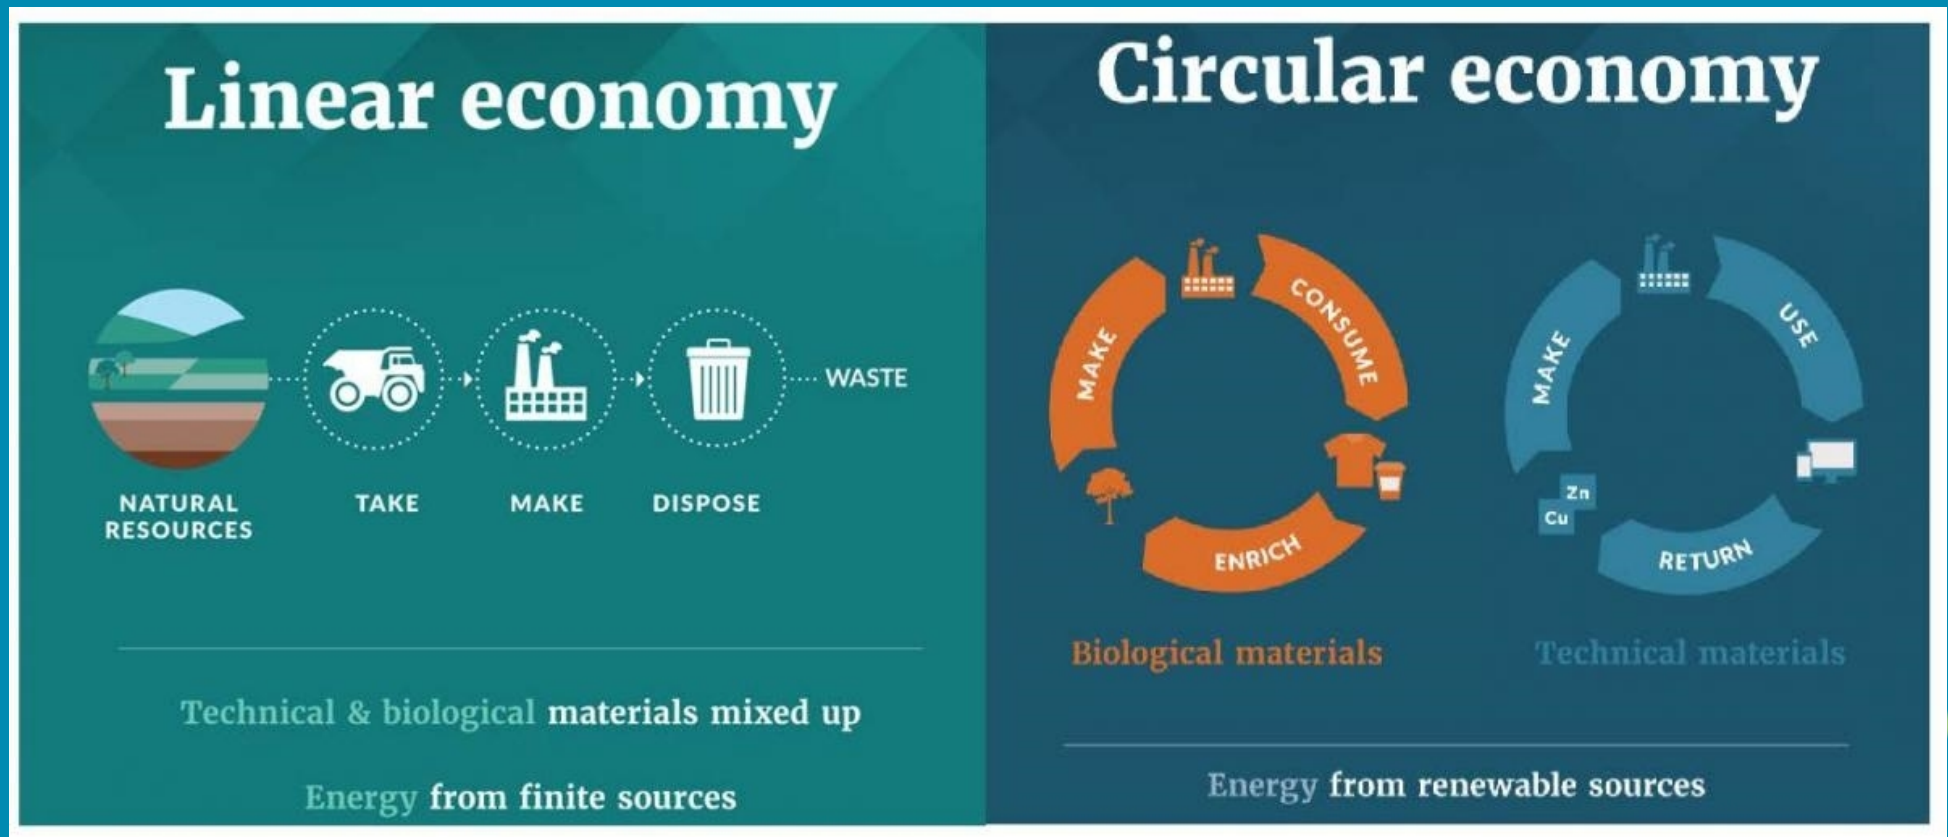 Linear economy
NATURAL
RESOURCES
TAKE
MAKE
DISPOSE
WASTE
Technical & biological materials mixed up
Energy from finite sources
Circular economy
MAKE
CONSUME
ENRICH
Biological materials
MAKE
USE
RETURN
Zn
Cu
Technical materials
Energy from renewable sources